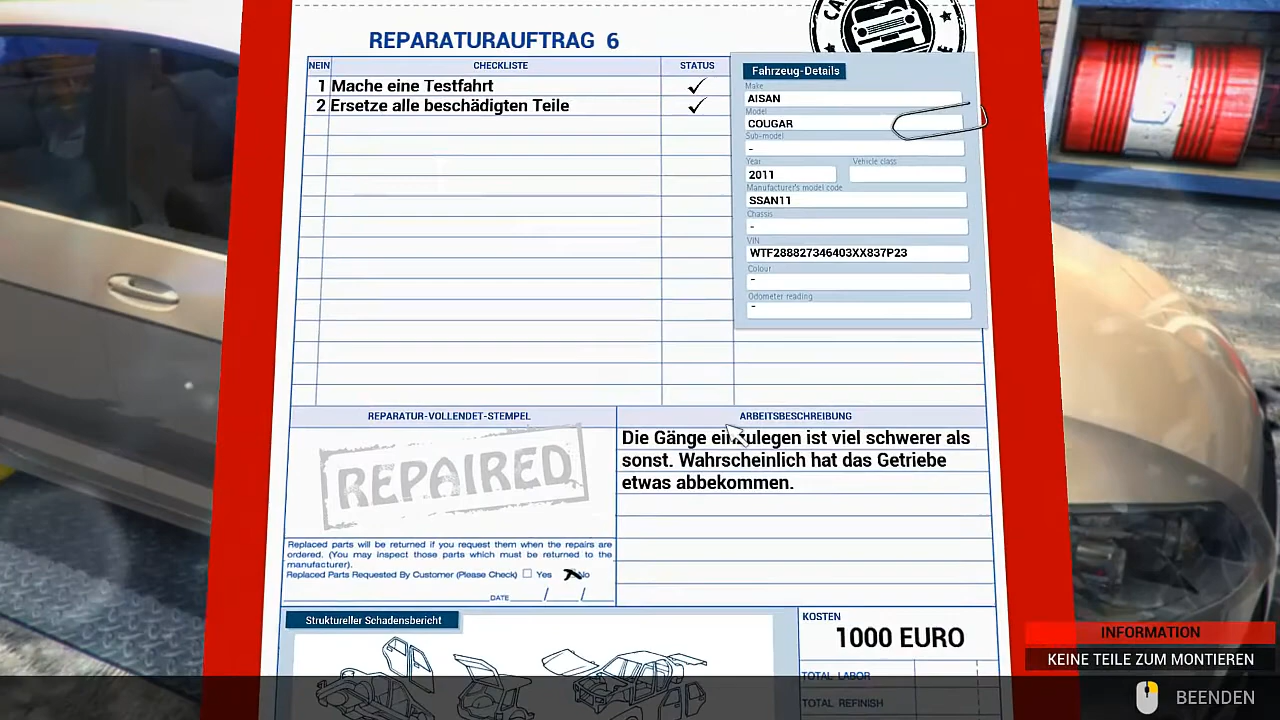 REPARATURAUFTRAG 6
NEIN CHECKLISTE STATUS
1 Mache eine Testfahrt
2 Ersetze alle beschädigten Teile
Fahrzeug-Details
Make
AISAN
Model
COUGAR
Sub-model
-
Year Vehicle class
2011
Manufacturer's model code
SSAN11
Chassis
-
VIN
WTF288827346403XX837P23
Colour
-
Odometer reading
-
REPARATUR-VOLLENDET-STEMPEL
REPAIRED
Replaced parts will be returned if you request them when the repairs are
ordered. (You may inspect those parts which must be returned to the
manufacturer).
Replaced Parts Requested By Customer (Please Check) Yes No
DATE / /
ARBEITSBESCHREIBUNG
Die Gänge einzulegen ist viel schwerer als
sonst. Wahrscheinlich hat das Getriebe
etwas abbekommen.
Struktureller Schadensbericht
KOSTEN
1000 EURO
TOTAL LABOR
TOTAL REFINISH
INFORMATION
KEINE TEILE ZUM MONTIEREN
BEENDEN